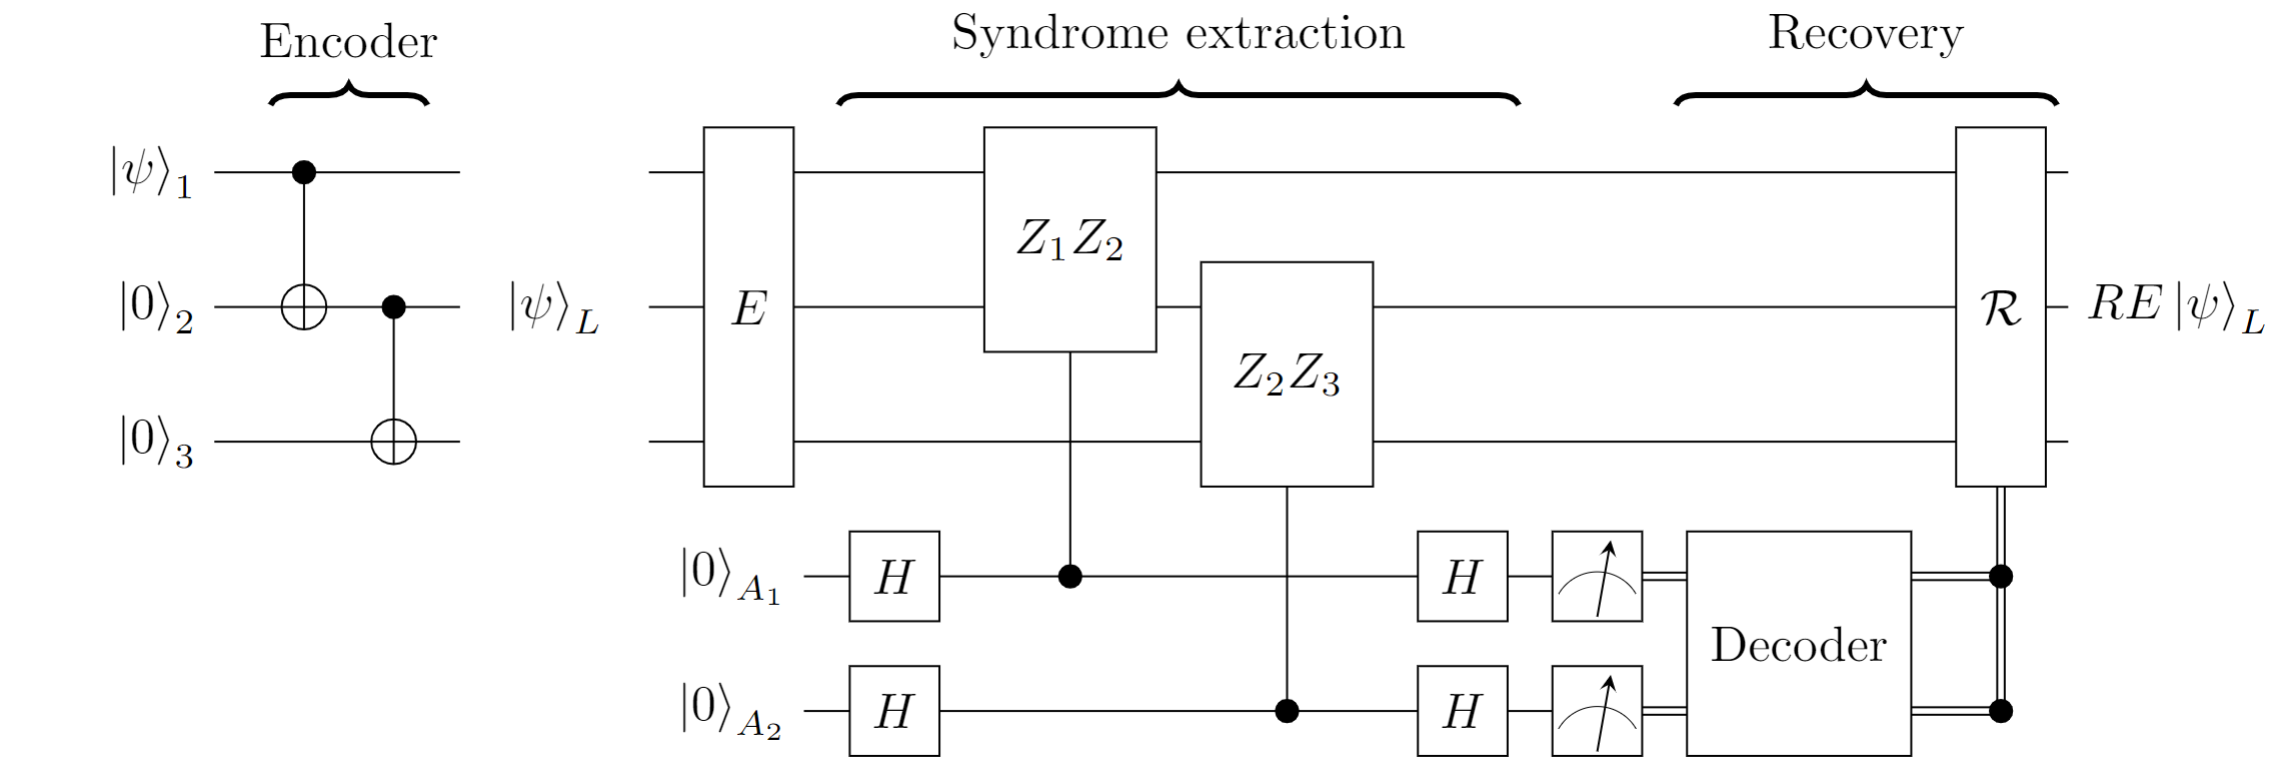 Encoder
Syndrome extraction
Recovery
|ψ⟩₁
|0⟩₂
|0⟩₃
|ψ⟩_L
E
Z₁Z₂
Z₂Z₃
ℛ
RE |ψ⟩_L
|0⟩_{A₁}
H
H
|0⟩_{A₂}
H
H
Decoder